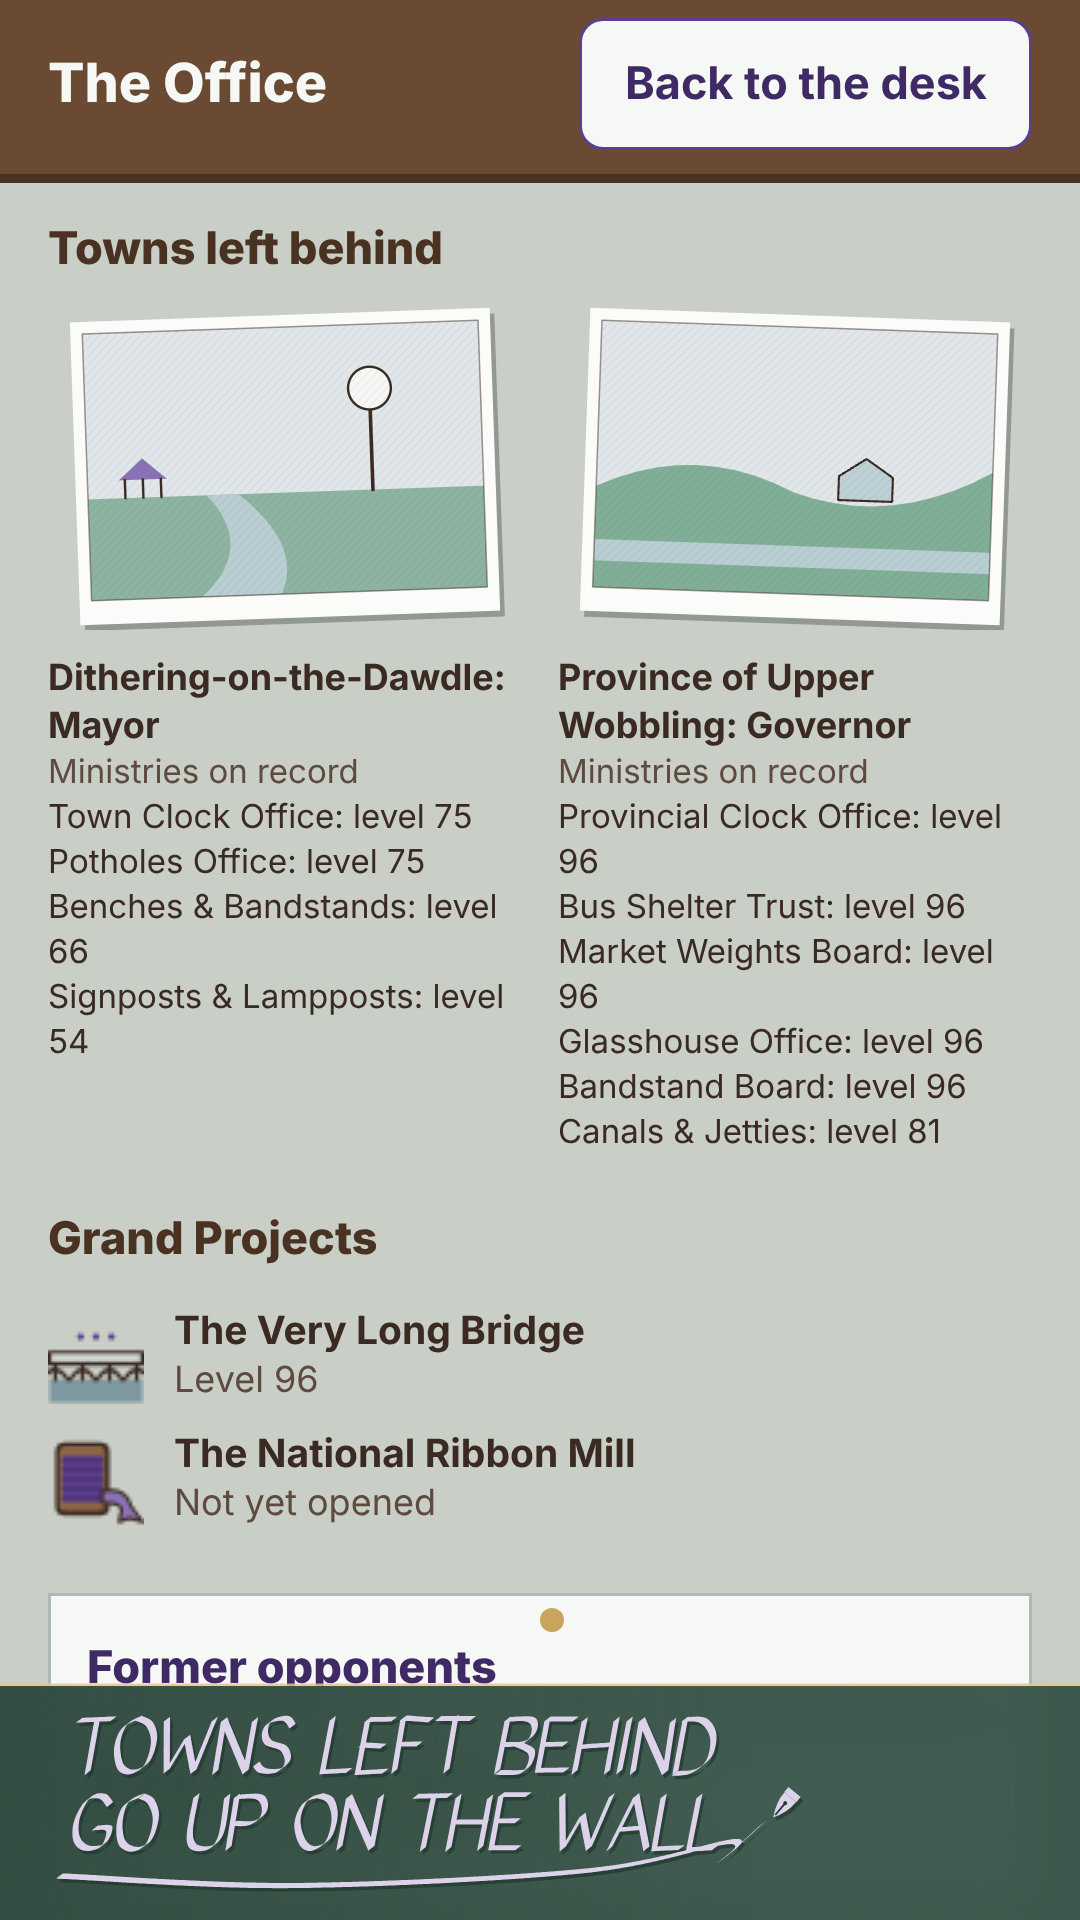 The Office
Back to the desk
Towns left behind
Dithering-on-the-Dawdle:
Mayor
Ministries on record
Town Clock Office: level 75
Potholes Office: level 75
Benches & Bandstands: level
66
Signposts & Lampposts: level
54
Province of Upper
Wobbling: Governor
Ministries on record
Provincial Clock Office: level
96
Bus Shelter Trust: level 96
Market Weights Board: level
96
Glasshouse Office: level 96
Bandstand Board: level 96
Canals & Jetties: level 81
Grand Projects
The Very Long Bridge
Level 96
The National Ribbon Mill
Not yet opened
Former opponents
TOWNS LEFT BEHIND
GO UP ON THE WALL